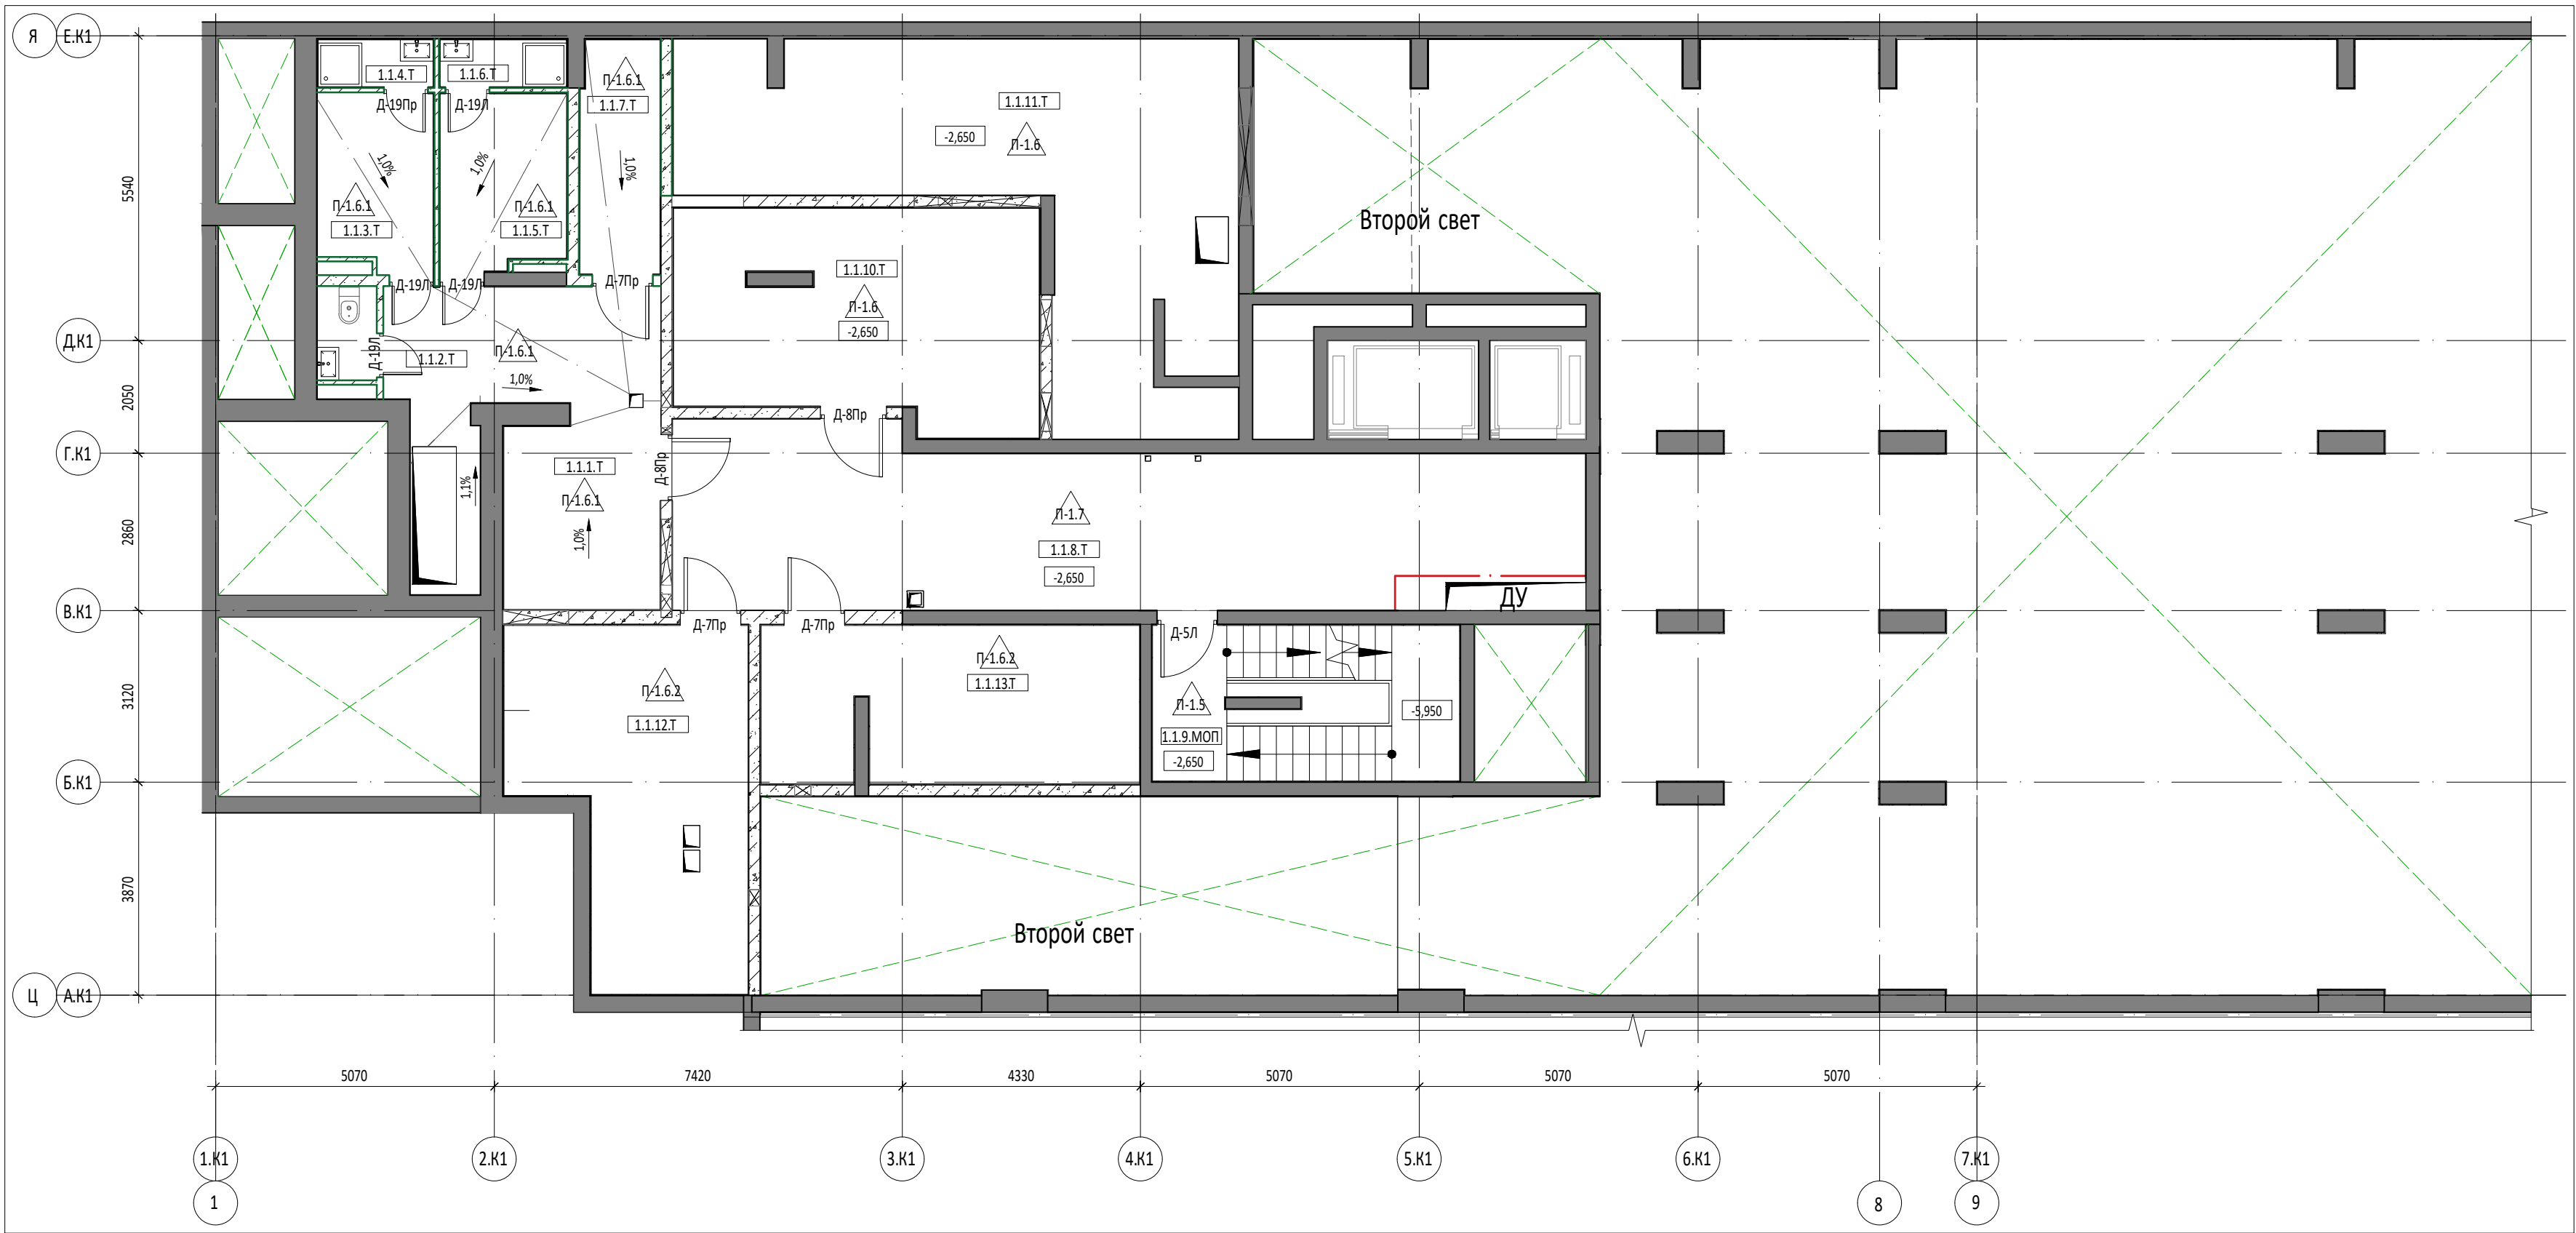 Я Е.К1
1.1.4.Т 1.1.6.Т П-1.6.1
1.1.7.Т 1.1.11.Т
Д-19Пр Д-19Л
-2,650 П-1.6
1,0% 1,0% 1,0%
5540
П-1.6.1 П-1.6.1
1.1.3.Т 1.1.5.Т Второй свет
1.1.10.Т
Д-19Л Д-19Л Д-7Пр
П-1.6
-2,650
Д.К1
Д-19Л 1.1.2.Т П-1.6.1
1,0%
2050
Д-8Пр
Г.К1
1.1.1.Т Д-8Пр
1,1% П-1.6.1 П-1.7
2860 1,0% 1.1.8.Т
-2,650
ДУ
В.К1
Д-7Пр Д-7Пр Д-5Л
П-1.6.2 П-1.6.2
1.1.13.Т
3120
П-1.5 -5,950
1.1.12.Т
1.1.9.МОП
-2,650
Б.К1
3870
Второй свет
Ц А.К1
5070 7420 4330 5070 5070 5070
1.К1 2.К1 3.К1 4.К1 5.К1 6.К1 7.К1
1 8 9